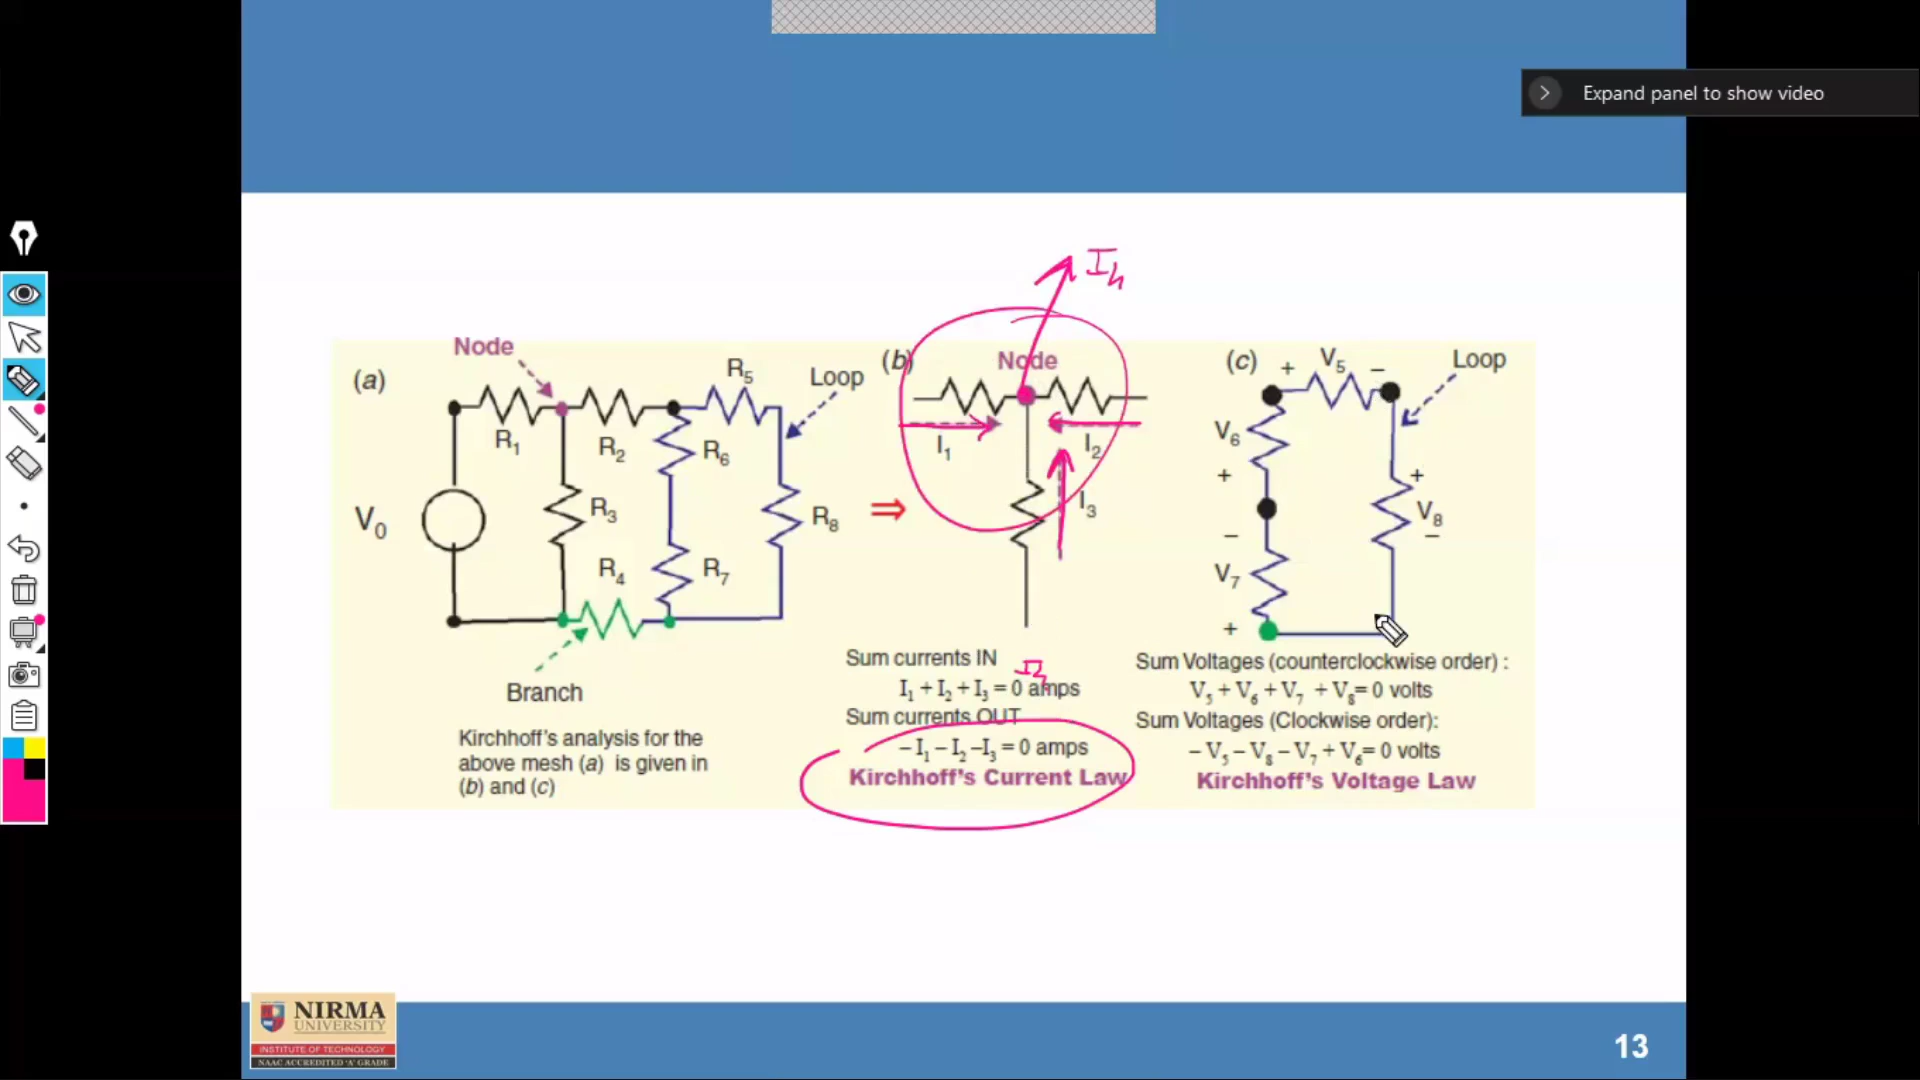 Expand panel to show video
I₄
Node
(a)
R₅
Loop
R₁
R₂
R₆
V₀
R₃
R₈
R₄
R₇
Branch
Kirchhoff's analysis for the
above mesh (a) is given in
(b) and (c)
(b)
Node
I₁
I₂
I₃
Sum currents IN
I₁ + I₂ + I₃ = 0 amps
Sum currents OUT
– I₁ – I₂ –I₃ = 0 amps
Kirchhoff's Current Law
(c)
+ V₅ –
Loop
V₆
+
+
V₈
–
–
V₇
+
Sum Voltages (counterclockwise order) :
V₅ + V₆ + V₇ + V₈= 0 volts
Sum Voltages (Clockwise order):
– V₅ – V₈ – V₇ + V₆= 0 volts
Kirchhoff's Voltage Law
NIRMA
UNIVERSITY
INSTITUTE OF TECHNOLOGY
NAAC ACCREDITED 'A' GRADE
13